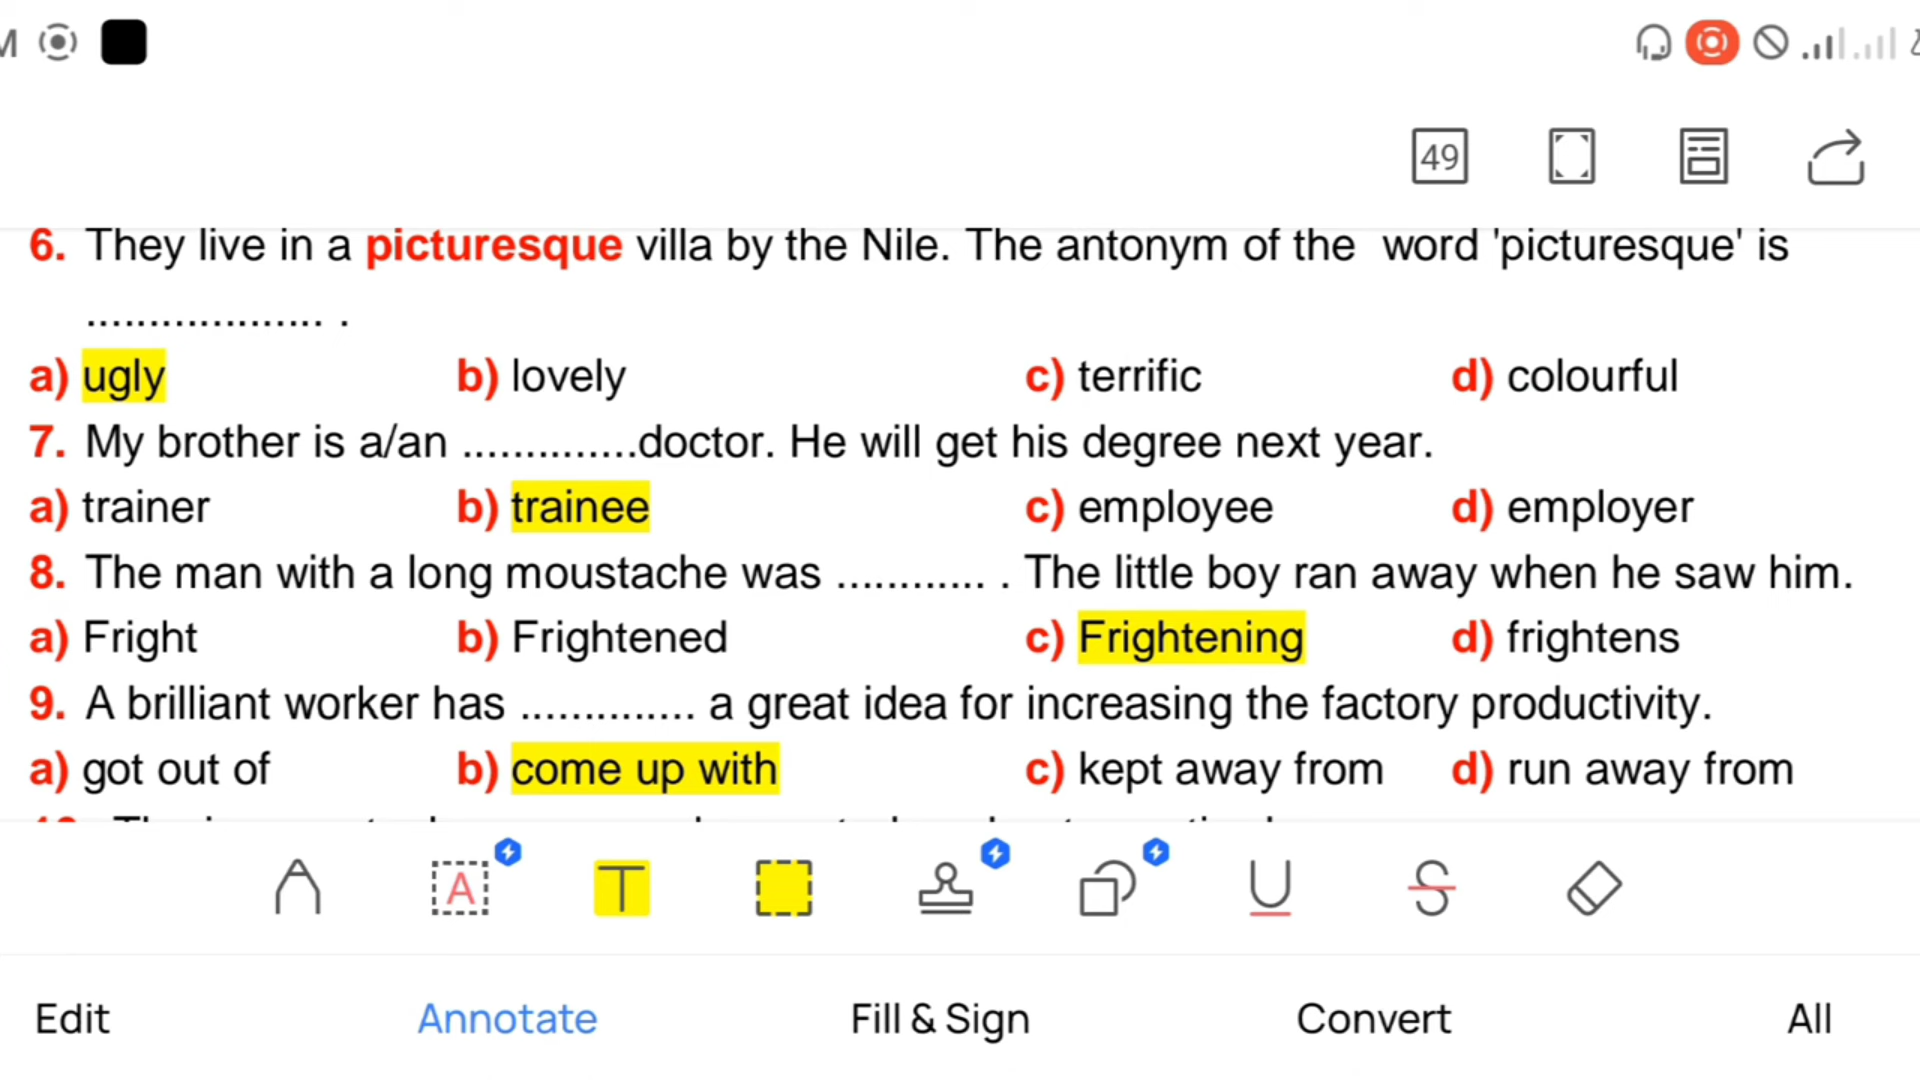 M
49
6. They live in a picturesque villa by the Nile. The antonym of the word 'picturesque' is
................... .
a) ugly b) lovely c) terrific d) colourful
7. My brother is a/an ..............doctor. He will get his degree next year.
a) trainer b) trainee c) employee d) employer
8. The man with a long moustache was ............ . The little boy ran away when he saw him.
a) Fright b) Frightened c) Frightening d) frightens
9. A brilliant worker has .............. a great idea for increasing the factory productivity.
a) got out of b) come up with c) kept away from d) run away from
A T U S
Edit Annotate Fill & Sign Convert All